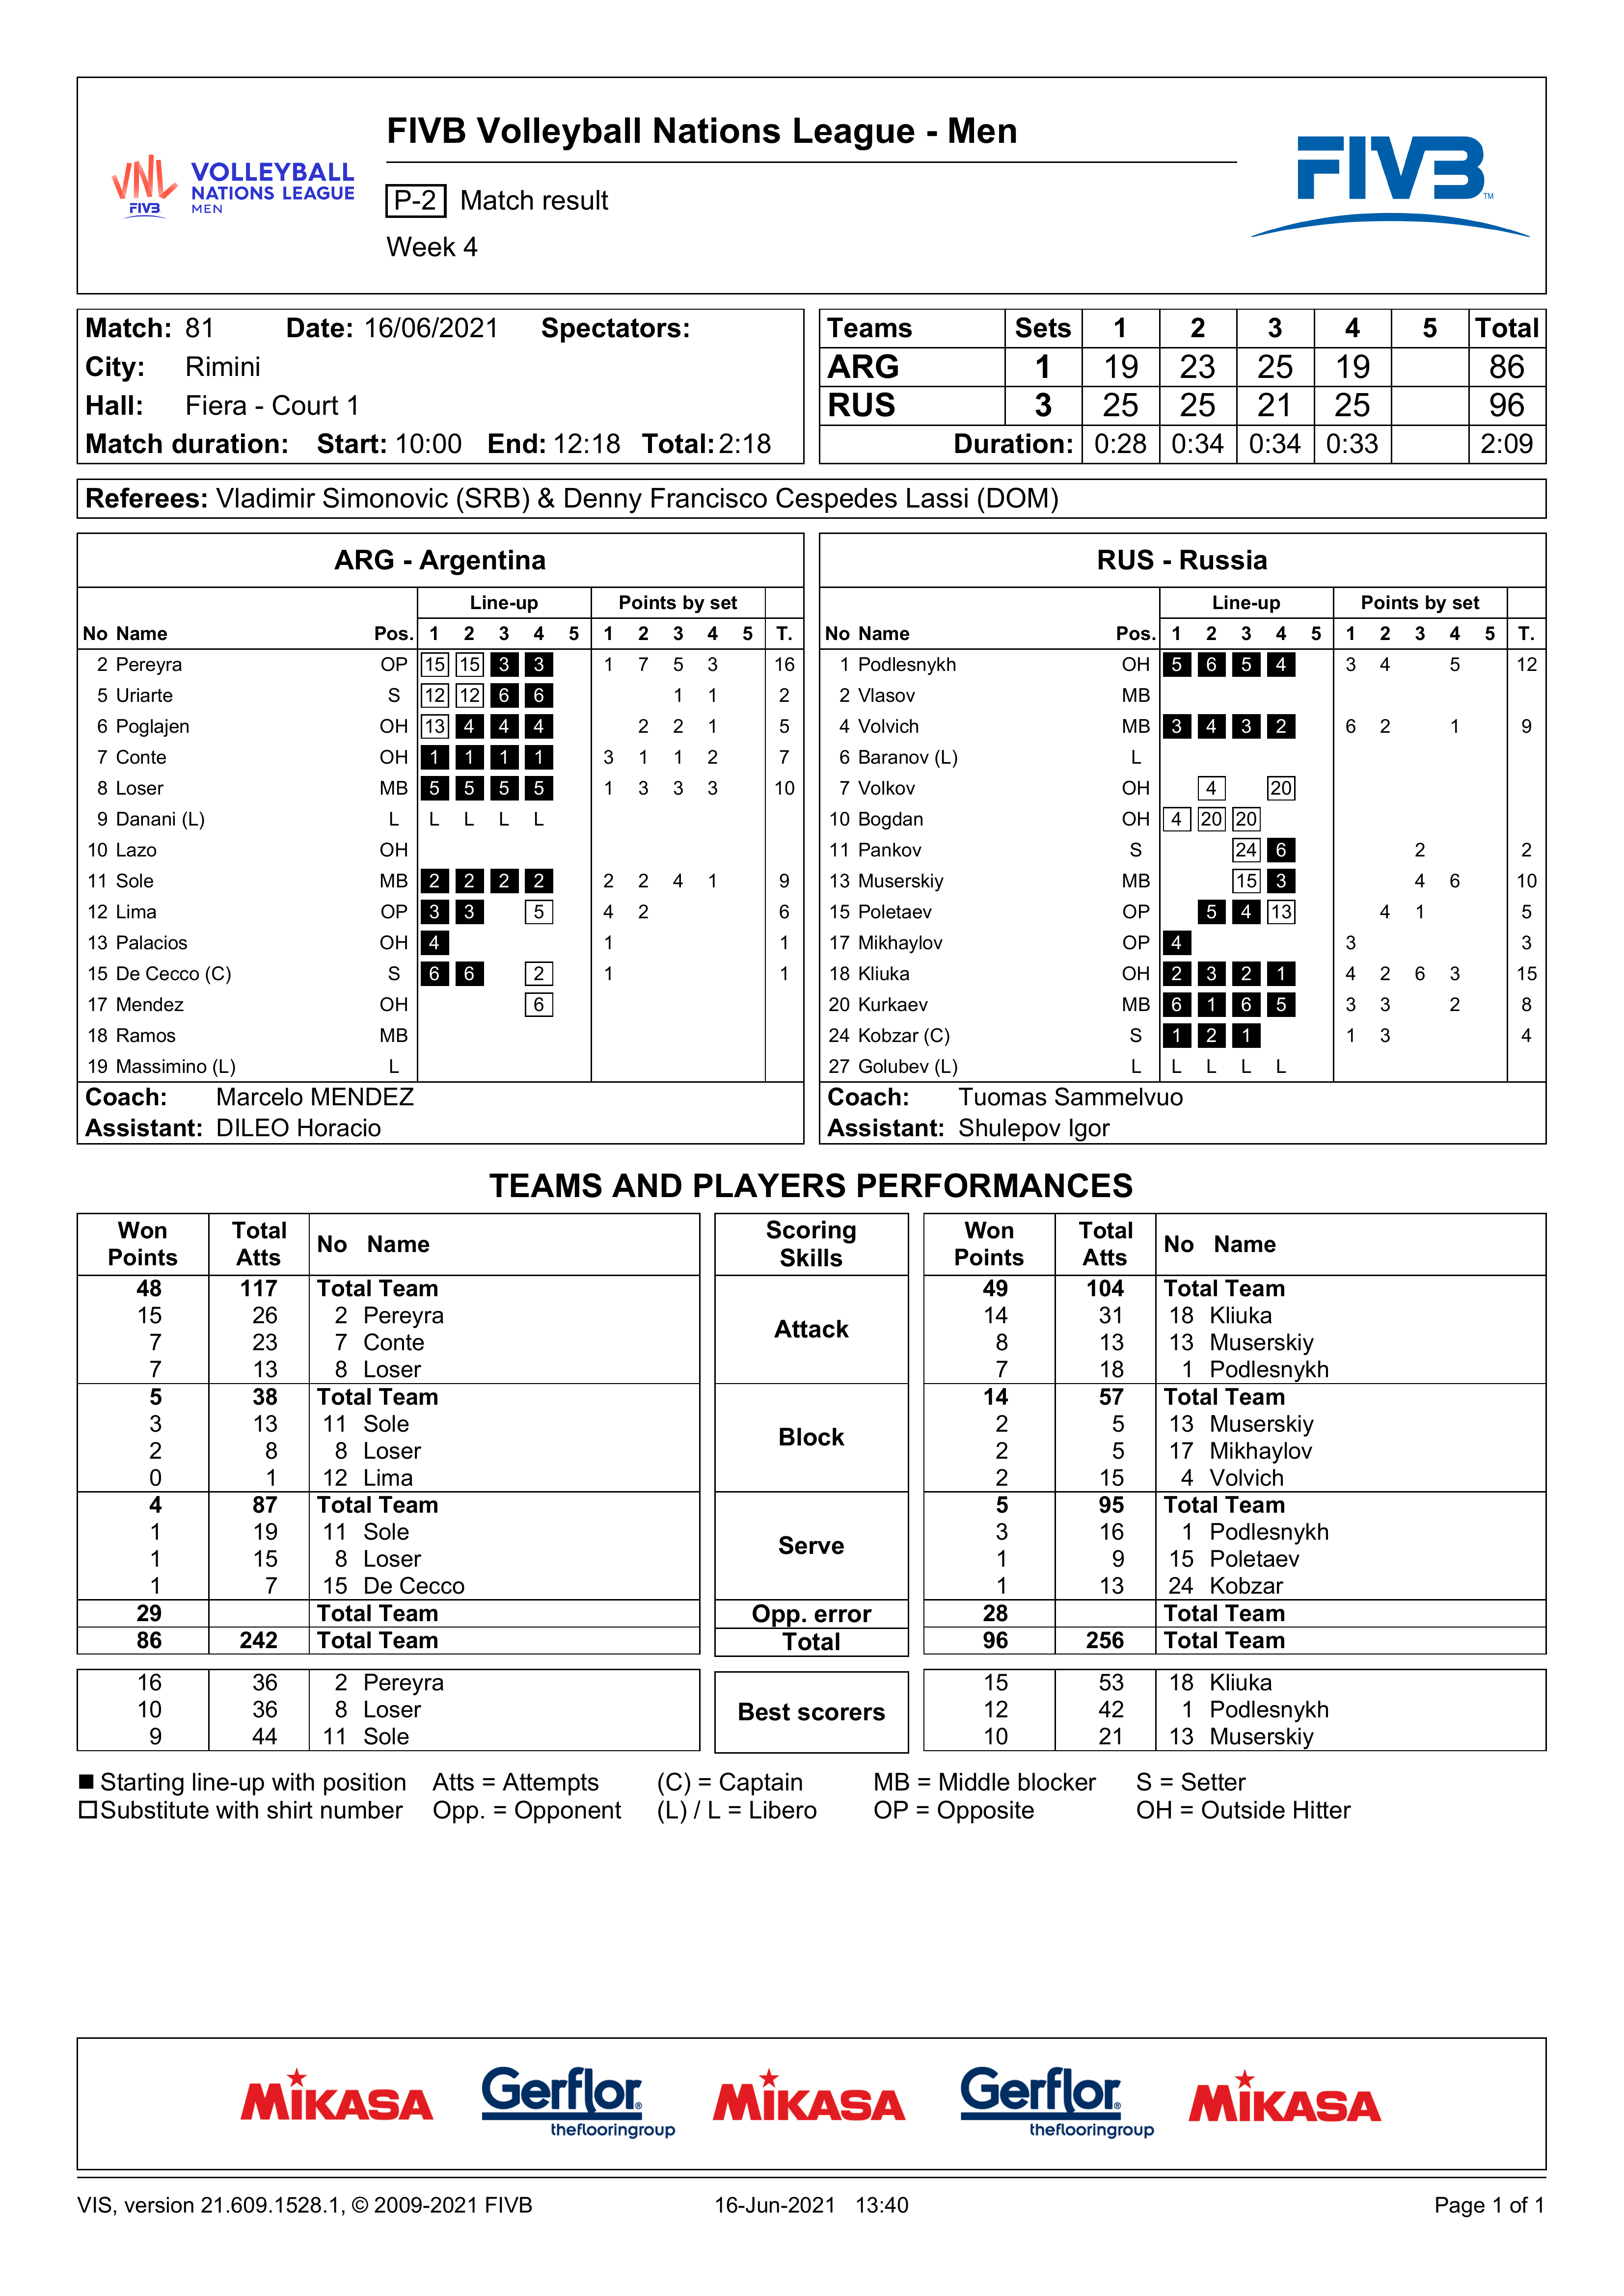 FIVB Volleyball Nations League - Men
VNL FIVB VOLLEYBALL NATIONS LEAGUE MEN
P-2 Match result
Week 4
FIVB TM
Match: 81 Date: 16/06/2021 Spectators:
City: Rimini
Hall: Fiera - Court 1
Match duration: Start: 10:00 End: 12:18 Total: 2:18
Teams Sets 1 2 3 4 5 Total
ARG 1 19 23 25 19 86
RUS 3 25 25 21 25 96
Duration: 0:28 0:34 0:34 0:33 2:09
Referees: Vladimir Simonovic (SRB) & Denny Francisco Cespedes Lassi (DOM)
ARG - Argentina
Line-up Points by set
No Name Pos. 1 2 3 4 5 1 2 3 4 5 T.
2 Pereyra OP 15 15 3 3 1 7 5 3 16
5 Uriarte S 12 12 6 6 1 1 2
6 Poglajen OH 13 4 4 4 2 2 1 5
7 Conte OH 1 1 1 1 3 1 1 2 7
8 Loser MB 5 5 5 5 1 3 3 3 10
9 Danani (L) L L L L L
10 Lazo OH
11 Sole MB 2 2 2 2 2 2 4 1 9
12 Lima OP 3 3 5 4 2 6
13 Palacios OH 4 1 1
15 De Cecco (C) S 6 6 2 1 1
17 Mendez OH 6
18 Ramos MB
19 Massimino (L) L
Coach: Marcelo MENDEZ
Assistant: DILEO Horacio
RUS - Russia
Line-up Points by set
No Name Pos. 1 2 3 4 5 1 2 3 4 5 T.
1 Podlesnykh OH 5 6 5 4 3 4 5 12
2 Vlasov MB
4 Volvich MB 3 4 3 2 6 2 1 9
6 Baranov (L) L
7 Volkov OH 4 20
10 Bogdan OH 4 20 20
11 Pankov S 24 6 2 2
13 Muserskiy MB 15 3 4 6 10
15 Poletaev OP 5 4 13 4 1 5
17 Mikhaylov OP 4 3 3
18 Kliuka OH 2 3 2 1 4 2 6 3 15
20 Kurkaev MB 6 1 6 5 3 3 2 8
24 Kobzar (C) S 1 2 1 1 3 4
27 Golubev (L) L L L L L
Coach: Tuomas Sammelvuo
Assistant: Shulepov Igor
TEAMS AND PLAYERS PERFORMANCES
Won Points Total Atts No Name Scoring Skills Won Points Total Atts No Name
48 117 Total Team Attack 49 104 Total Team
15 26 2 Pereyra 14 31 18 Kliuka
7 23 7 Conte 8 13 13 Muserskiy
7 13 8 Loser 7 18 1 Podlesnykh
5 38 Total Team Block 14 57 Total Team
3 13 11 Sole 2 5 13 Muserskiy
2 8 8 Loser 2 5 17 Mikhaylov
0 1 12 Lima 2 15 4 Volvich
4 87 Total Team Serve 5 95 Total Team
1 19 11 Sole 3 16 1 Podlesnykh
1 15 8 Loser 1 9 15 Poletaev
1 7 15 De Cecco 1 13 24 Kobzar
29 Total Team Opp. error 28 Total Team
86 242 Total Team Total 96 256 Total Team
16 36 2 Pereyra Best scorers 15 53 18 Kliuka
10 36 8 Loser 12 42 1 Podlesnykh
9 44 11 Sole 10 21 13 Muserskiy
Starting line-up with position Atts = Attempts (C) = Captain MB = Middle blocker S = Setter
Substitute with shirt number Opp. = Opponent (L) / L = Libero OP = Opposite OH = Outside Hitter
MIKASA Gerflor® theflooringgroup MIKASA Gerflor® theflooringgroup MIKASA
VIS, version 21.609.1528.1, © 2009-2021 FIVB 16-Jun-2021 13:40 Page 1 of 1